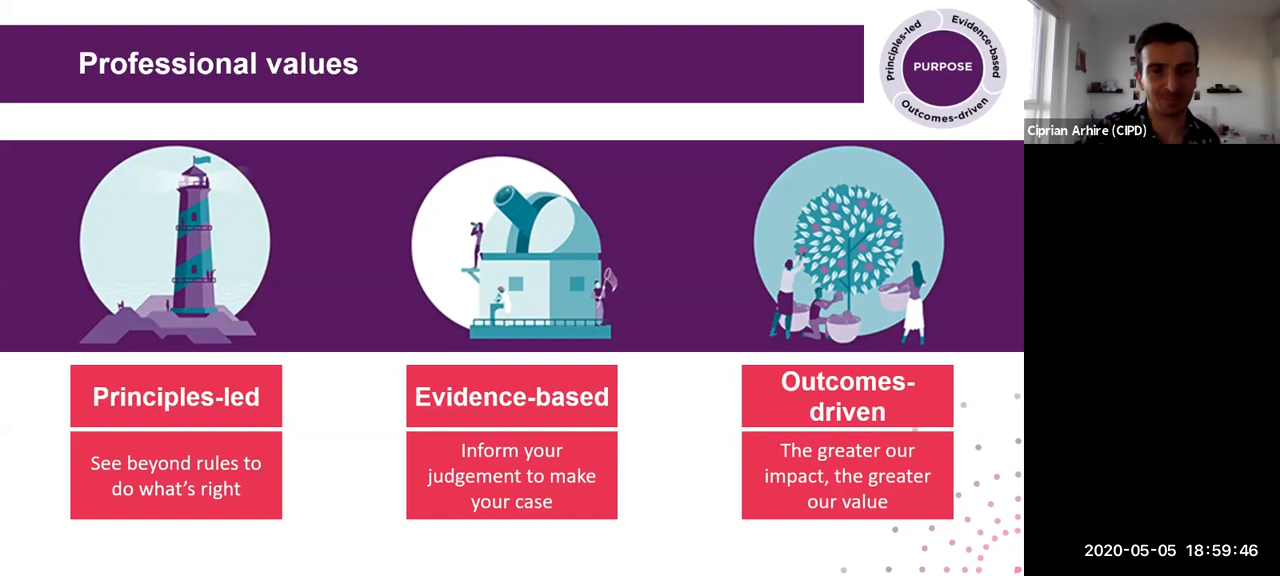 Professional values
Principles-led
Evidence-based
PURPOSE
Outcomes-driven
Ciprian Arhire (CIPD)
Principles-led
See beyond rules to
do what’s right
Evidence-based
Inform your
judgement to make
your case
Outcomes-
driven
The greater our
impact, the greater
our value
2020-05-05 18:59:46